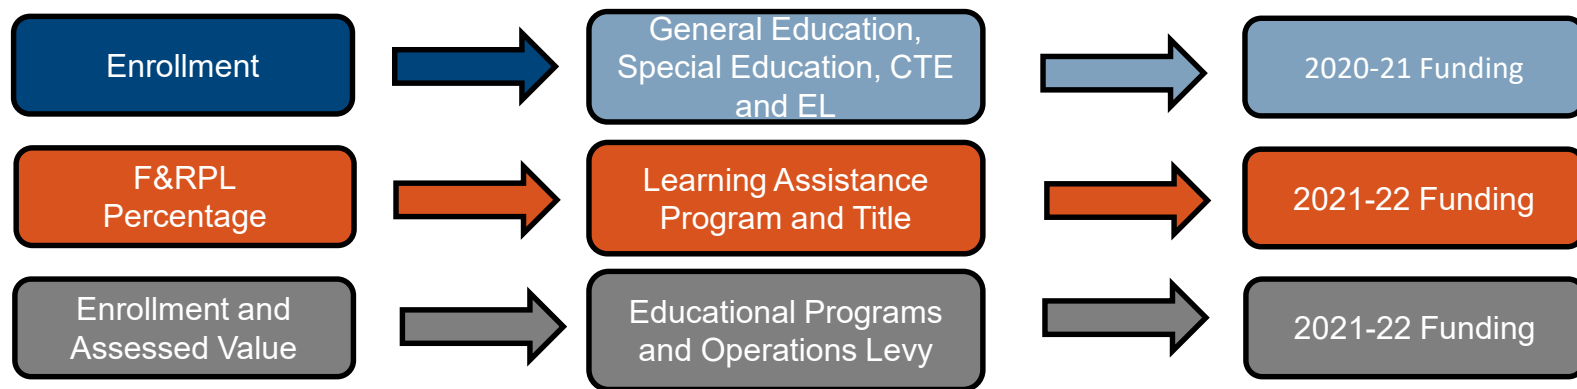 Enrollment
General Education,
Special Education, CTE
and EL
2020-21 Funding
F&RPL
Percentage
Learning Assistance
Program and Title
2021-22 Funding
Enrollment and
Assessed Value
Educational Programs
and Operations Levy
2021-22 Funding